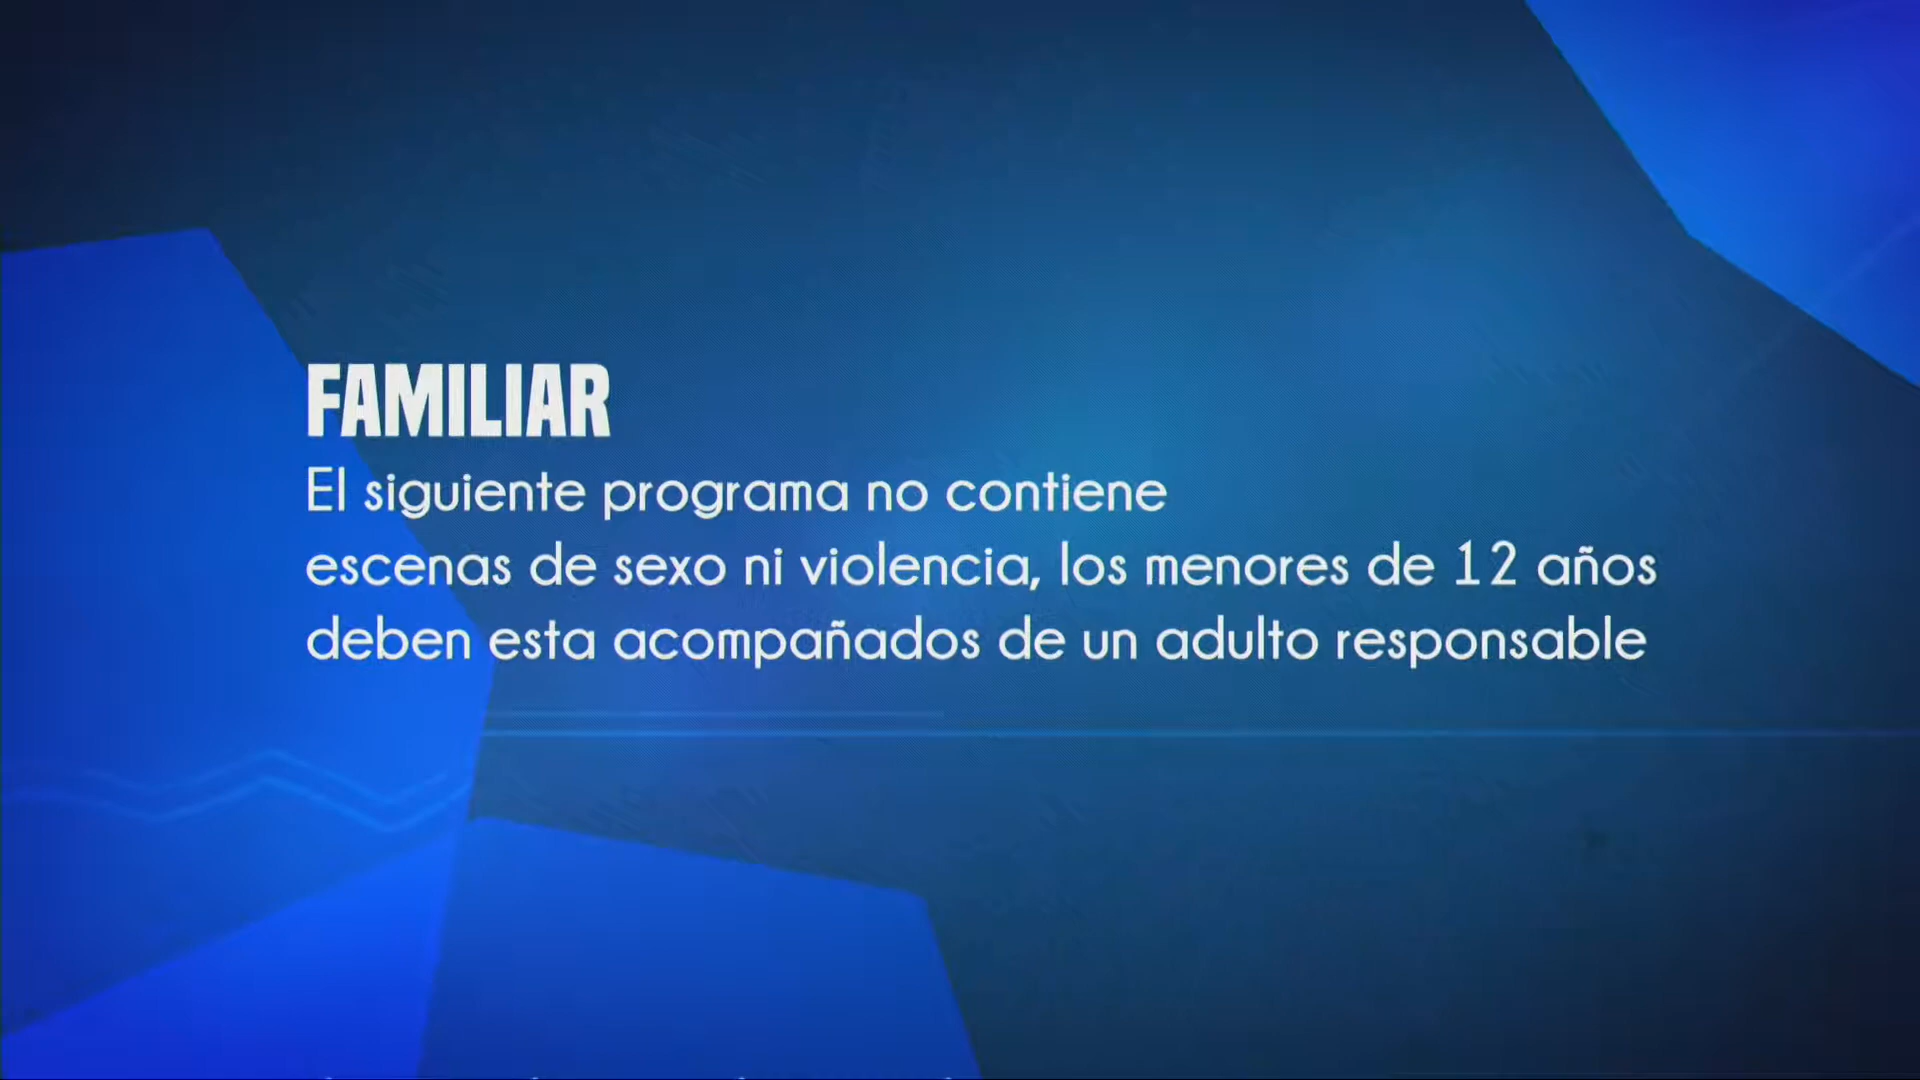 FAMILIAR
El siguiente programa no contiene
escenas de sexo ni violencia, los menores de 12 años
deben esta acompañados de un adulto responsable